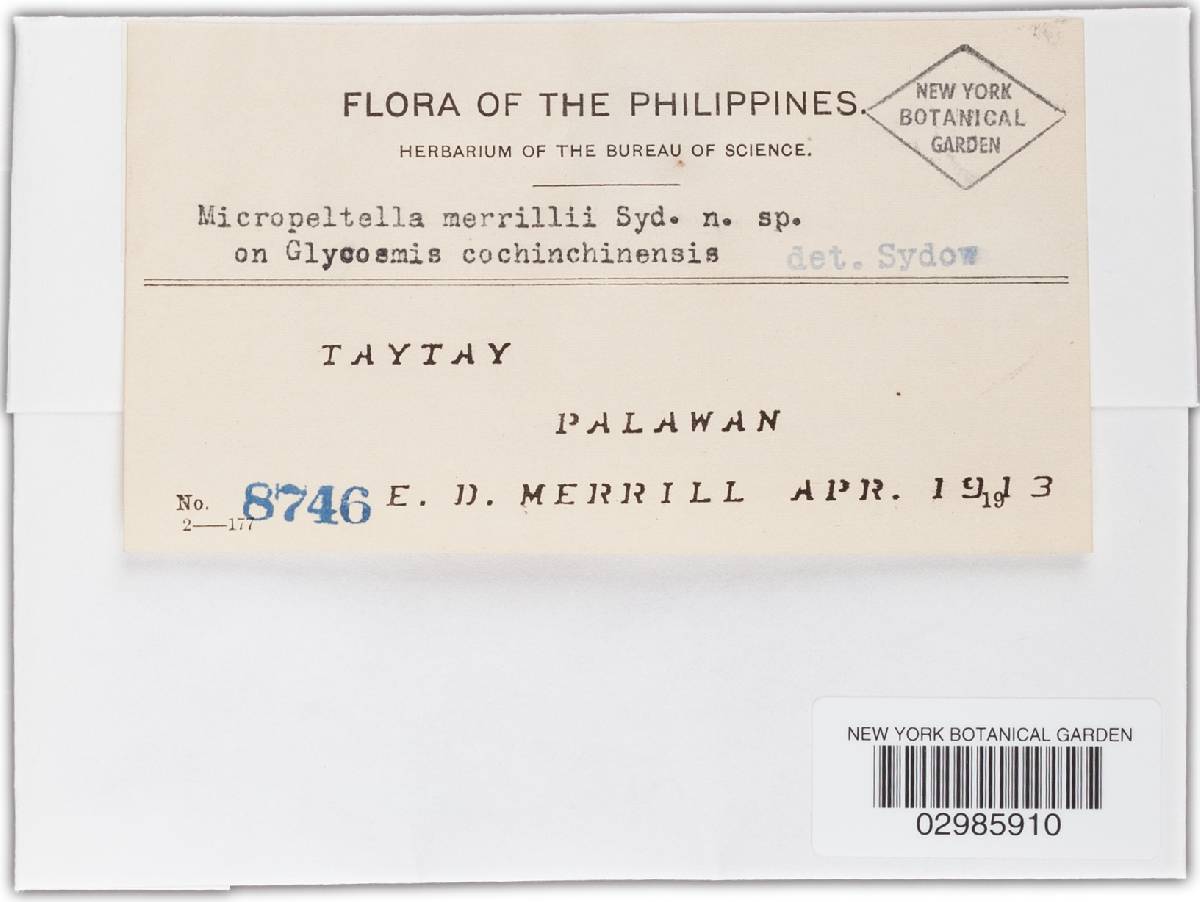 FLORA OF THE PHILIPPINES.
HERBARIUM OF THE BUREAU OF SCIENCE.
NEW YORK
BOTANICAL
GARDEN
Micropeltella merrillii Syd. n. sp.
on Glycosmis cochinchinensis det. Sydow
TAYTAY
PALAWAN
No. 8746 E. D. MERRILL APR. 191913
2—177
NEW YORK BOTANICAL GARDEN
02985910